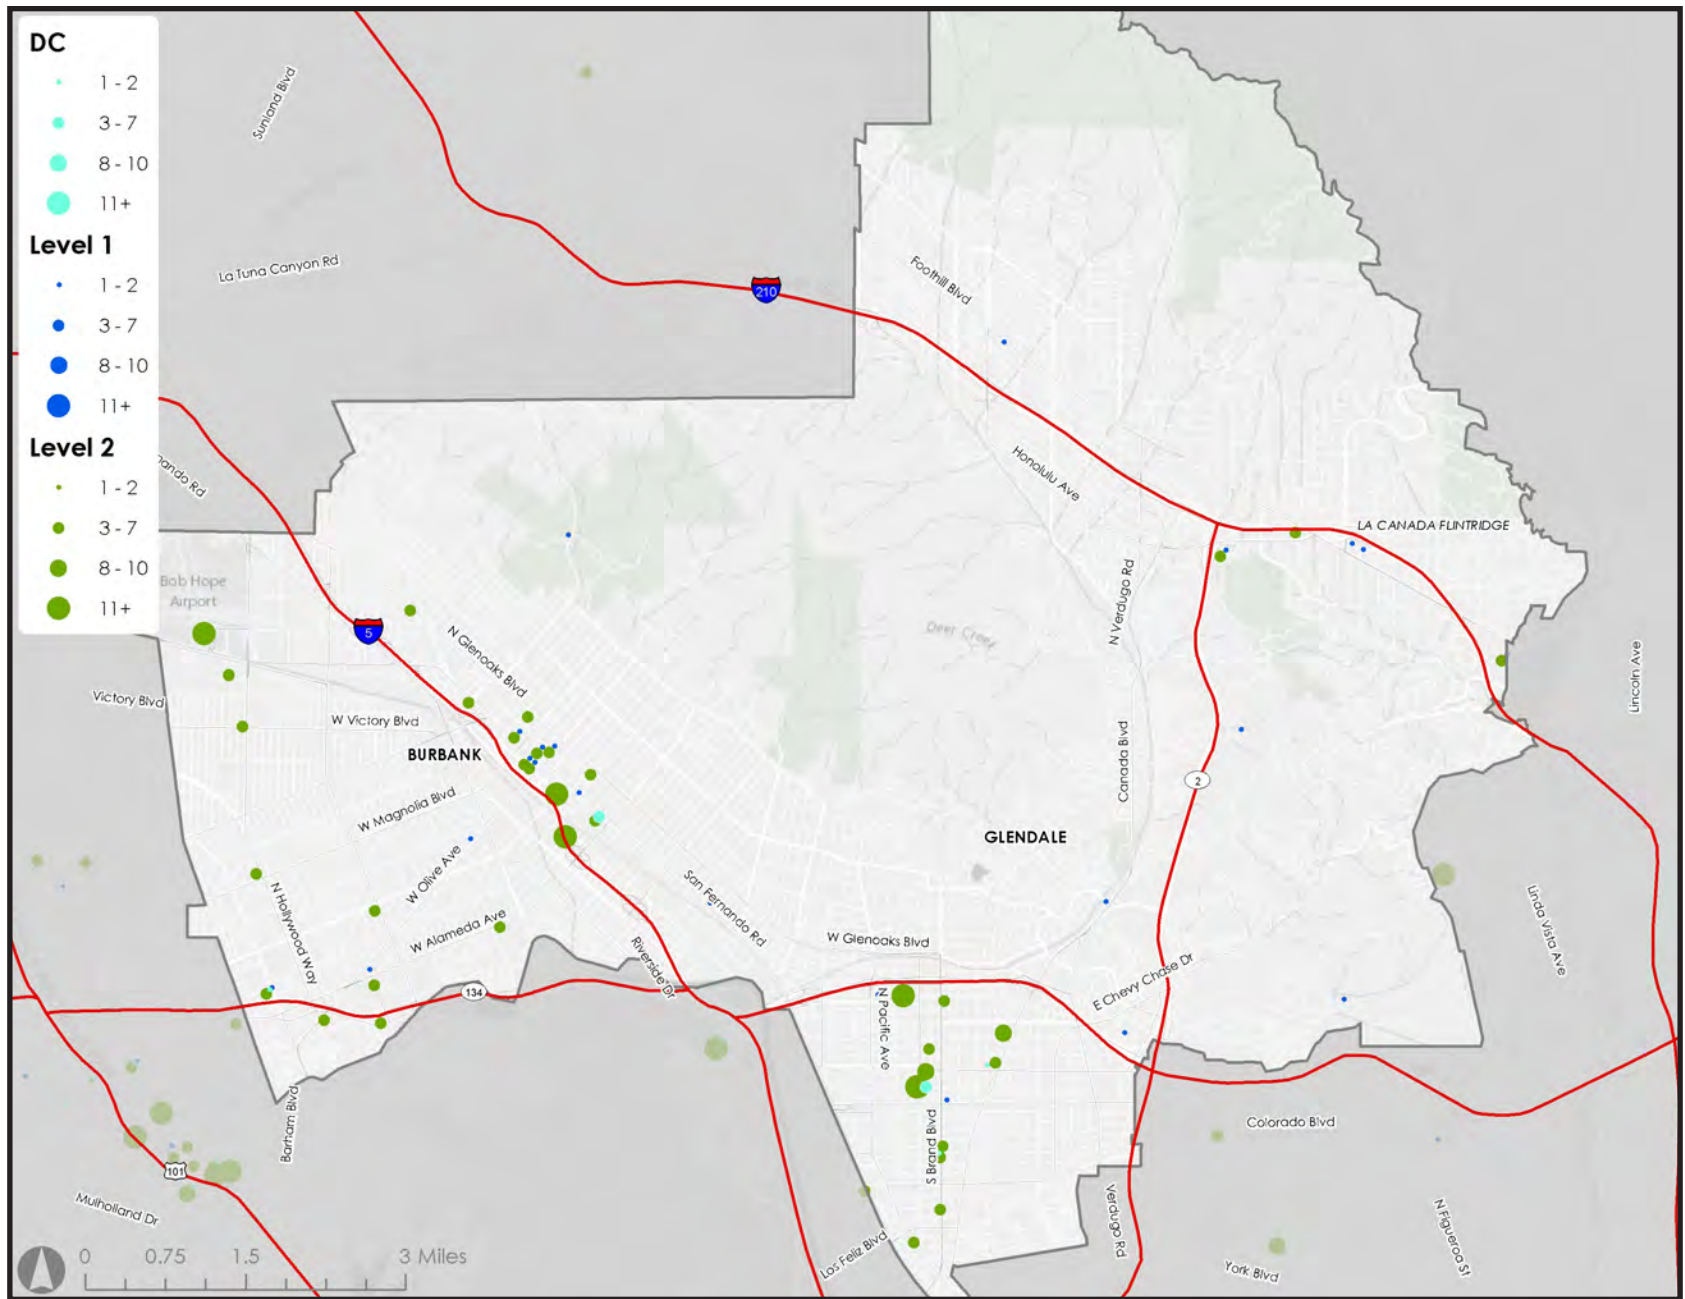 DC
1 - 2
3 - 7
8 - 10
11+
Level 1
1 - 2
3 - 7
8 - 10
11+
Level 2
1 - 2
3 - 7
8 - 10
11+
Sunland Blvd
La Tuna Canyon Rd
210
Foothill Blvd
Honolulu Ave
nando Rd
LA CANADA FLINTRIDGE
Bob Hope
Airport
5
N Glenoaks Blvd
N Verdugo Rd
Deer Creek
Lincoln Ave
Victory Blvd
W Victory Blvd
BURBANK
Canada Blvd
2
W Magnolia Blvd
GLENDALE
W Olive Ave
N Hollywood Way
San Fernando Rd
Linda Vista Ave
W Alameda Ave
W Glenoaks Blvd
Riverside Dr
E Chevy Chase Dr
134
N Pacific Ave
Barham Blvd
S Brand Blvd
Colorado Blvd
101
Mulholland Dr
Verdugo Rd
N Figueroa St
Los Feliz Blvd
York Blvd
0 0.75 1.5 3 Miles